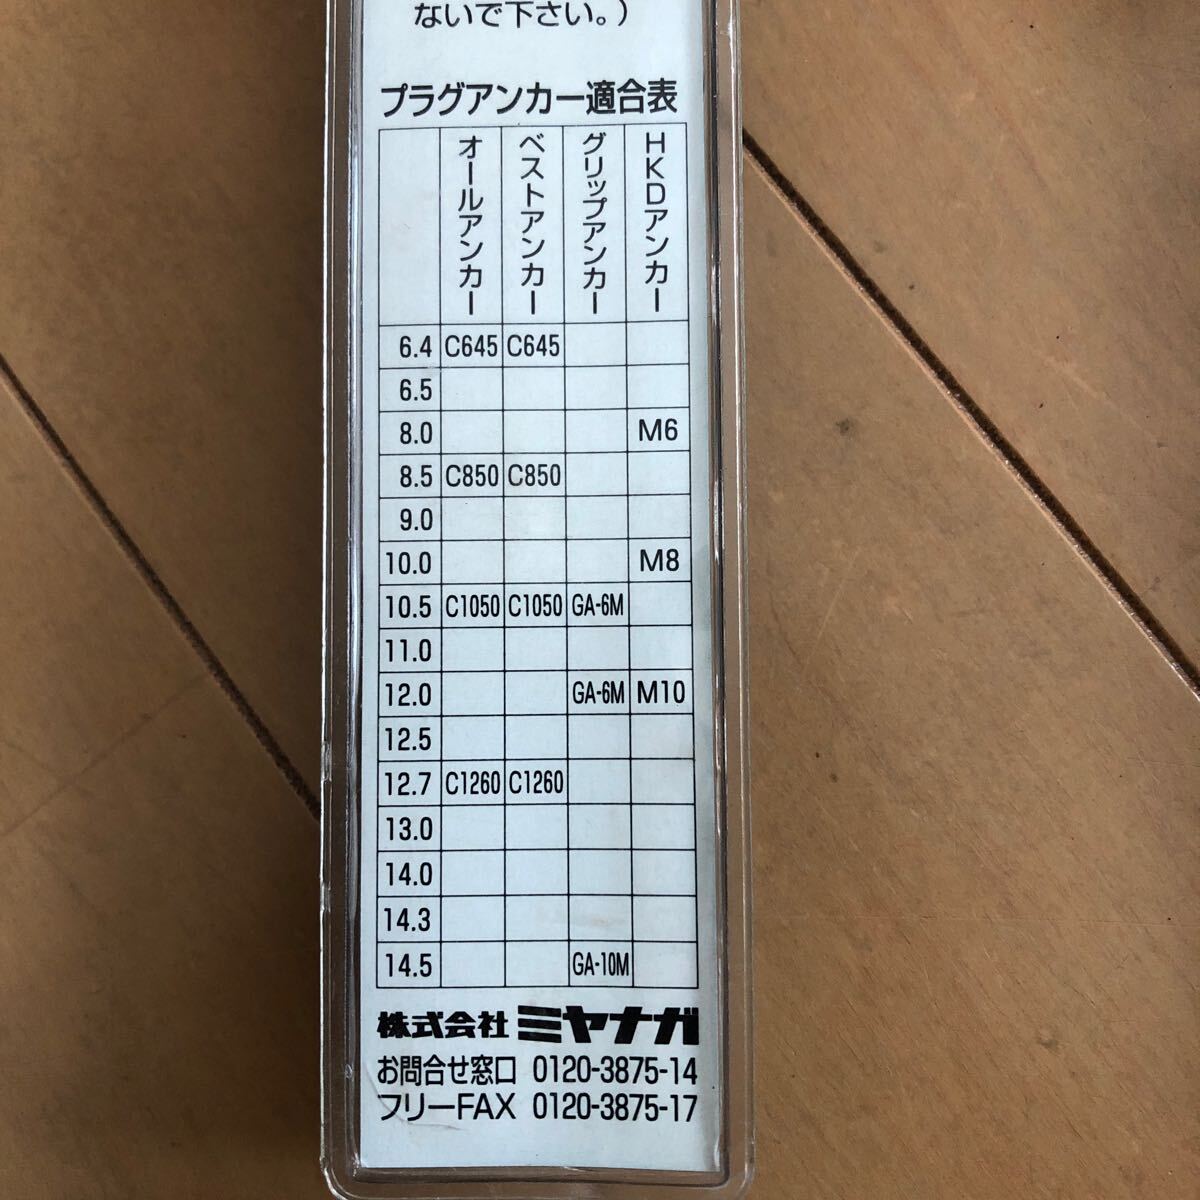 ないで下さい。)
プラグアンカー適合表
オールアンカー ベストアンカー グリップアンカー HKDアンカー
6.4 C645 C645
6.5
8.0 M6
8.5 C850 C850
9.0
10.0 M8
10.5 C1050 C1050 GA-6M
11.0
12.0 GA-6M M10
12.5
12.7 C1260 C1260
13.0
14.0
14.3
14.5 GA-10M
株式会社 ミヤナガ
お問合せ窓口 0120-3875-14
フリーFAX 0120-3875-17